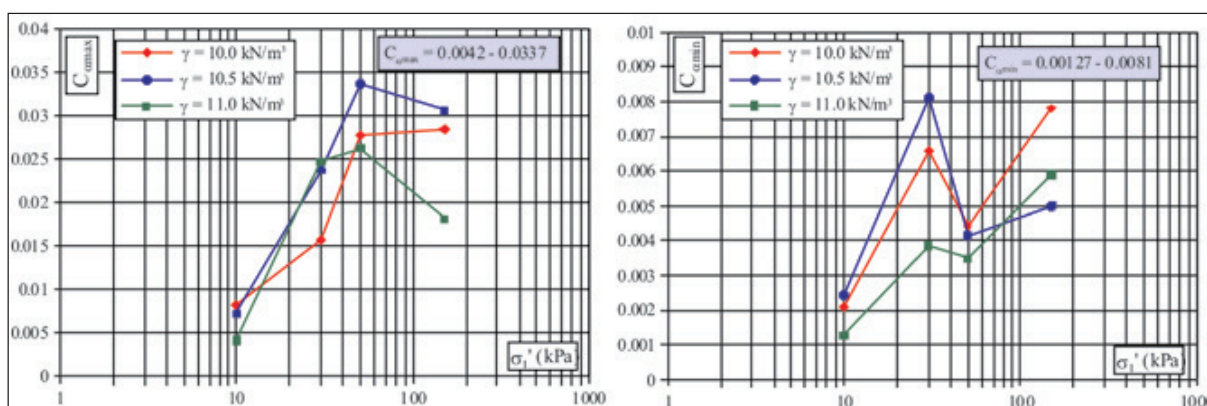 0.04
0.035
0.03
0.025
0.02
0.015
0.01
0.005
0
Cαmax
γ = 10.0 kN/m³
γ = 10.5 kN/m³
γ = 11.0 kN/m³
Cαmax = 0.0042 - 0.0337
σ1' (kPa)
1
10
100
1000
0.01
0.009
0.008
0.007
0.006
0.005
0.004
0.003
0.002
0.001
0
Cαmin
γ = 10.0 kN/m³
γ = 10.5 kN/m³
γ = 11.0 kN/m³
Cαmin = 0.00127 - 0.0081
σ1' (kPa)
1
10
100
100